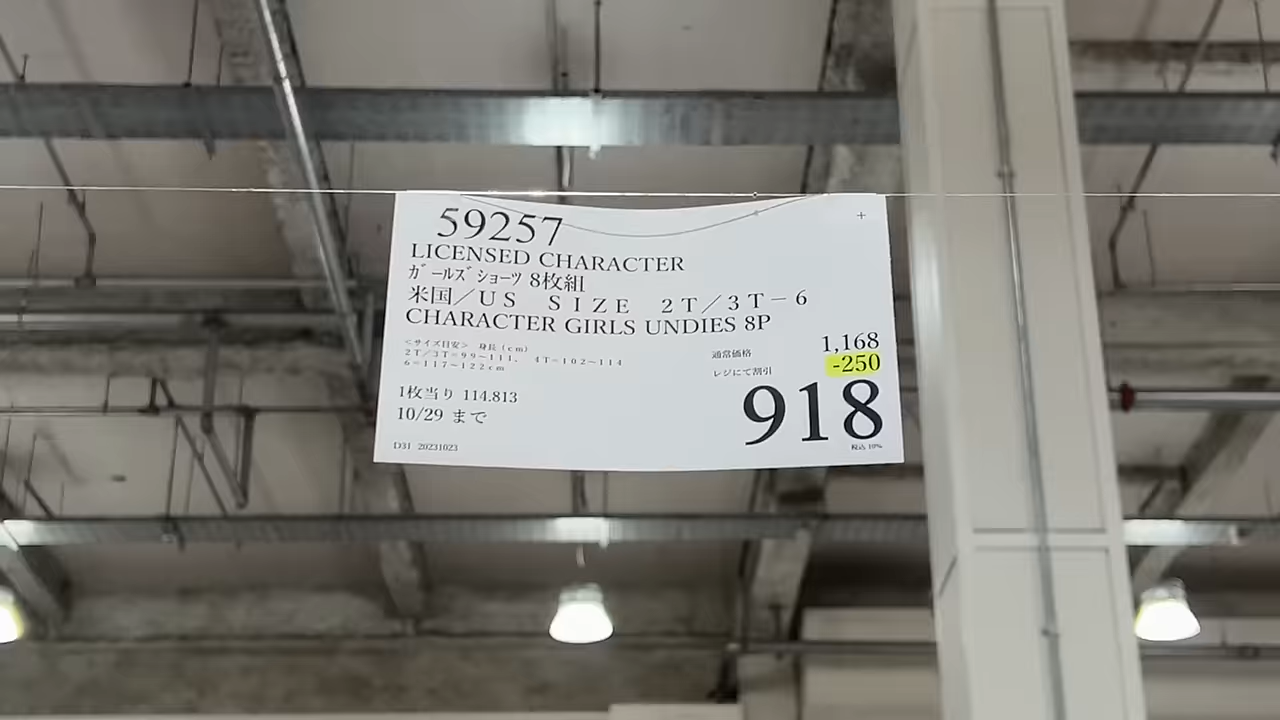 59257
LICENSED CHARACTER
ガールズショーツ 8枚組
米国/US SIZE 2T/3T-6
CHARACTER GIRLS UNDIES 8P
<サイズ目安> 身長(cm)
2T/3T=99~111、 4T=102~114
6=117~122cm
通常価格 1,168
レジにて割引 -250
918
税込 10%
1枚当り 114.813
10/29 まで
D31 20231023